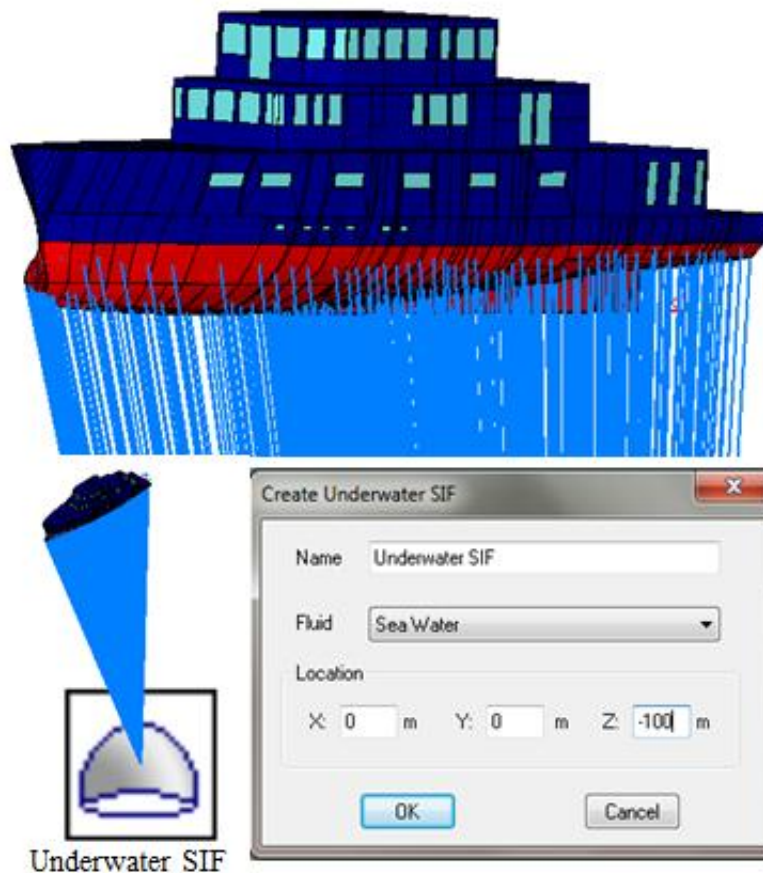 Create Underwater SIF
Name Underwater SIF
Fluid Sea Water
Location
X: 0 m Y: 0 m Z: -100 m
OK Cancel
Underwater SIF